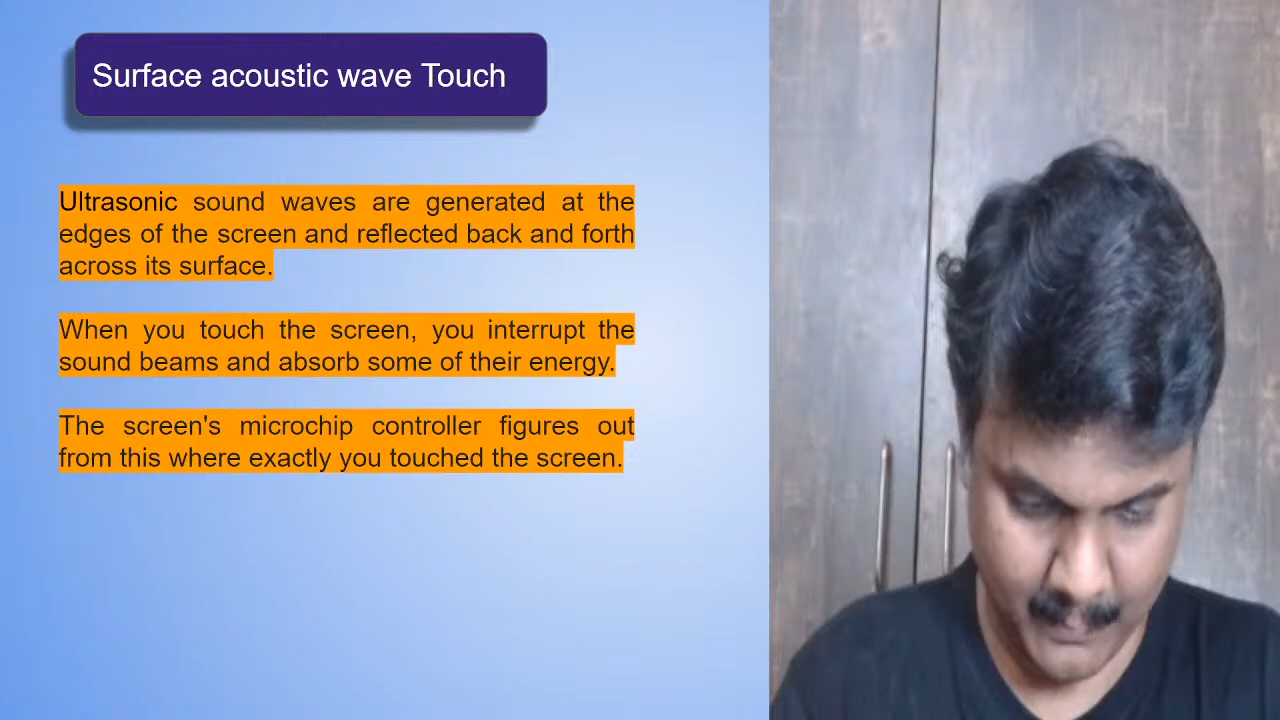 Surface acoustic wave Touch
Ultrasonic sound waves are generated at the
edges of the screen and reflected back and forth
across its surface.
When you touch the screen, you interrupt the
sound beams and absorb some of their energy.
The screen's microchip controller figures out
from this where exactly you touched the screen.